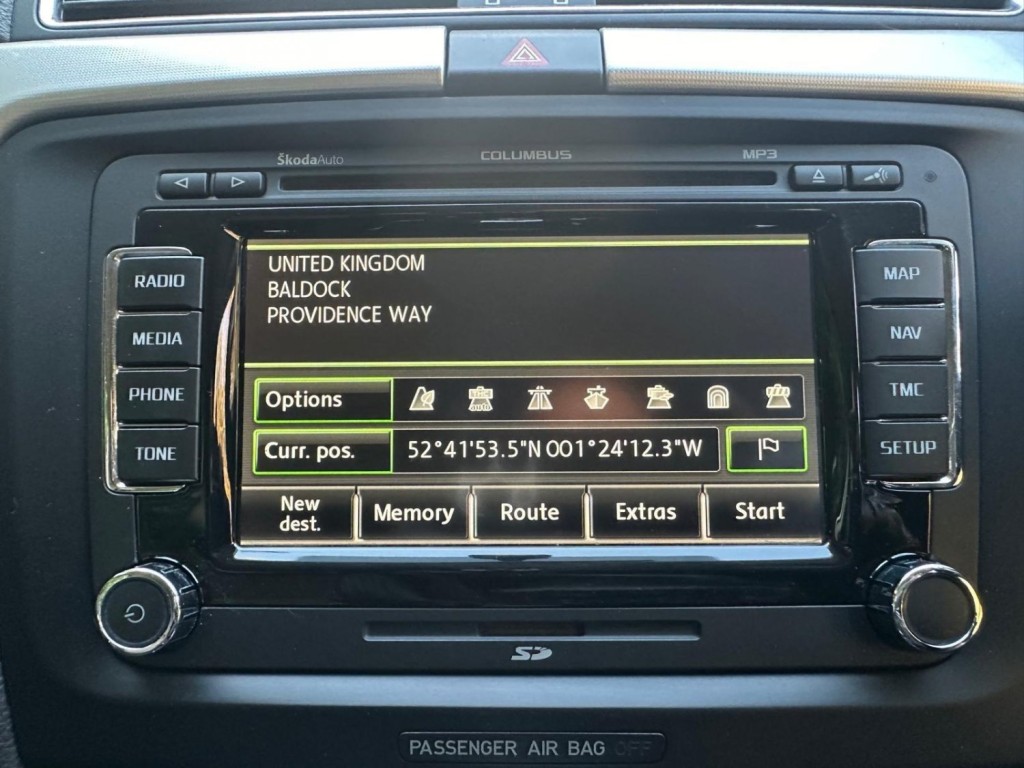 ŠkodaAuto COLUMBUS MP3
RADIO
MEDIA
PHONE
TONE
UNITED KINGDOM
BALDOCK
PROVIDENCE WAY
Options
Curr. pos. 52°41'53.5"N 001°24'12.3"W
New dest.
Memory
Route
Extras
Start
MAP
NAV
TMC
SETUP
SD
PASSENGER AIR BAG OFF